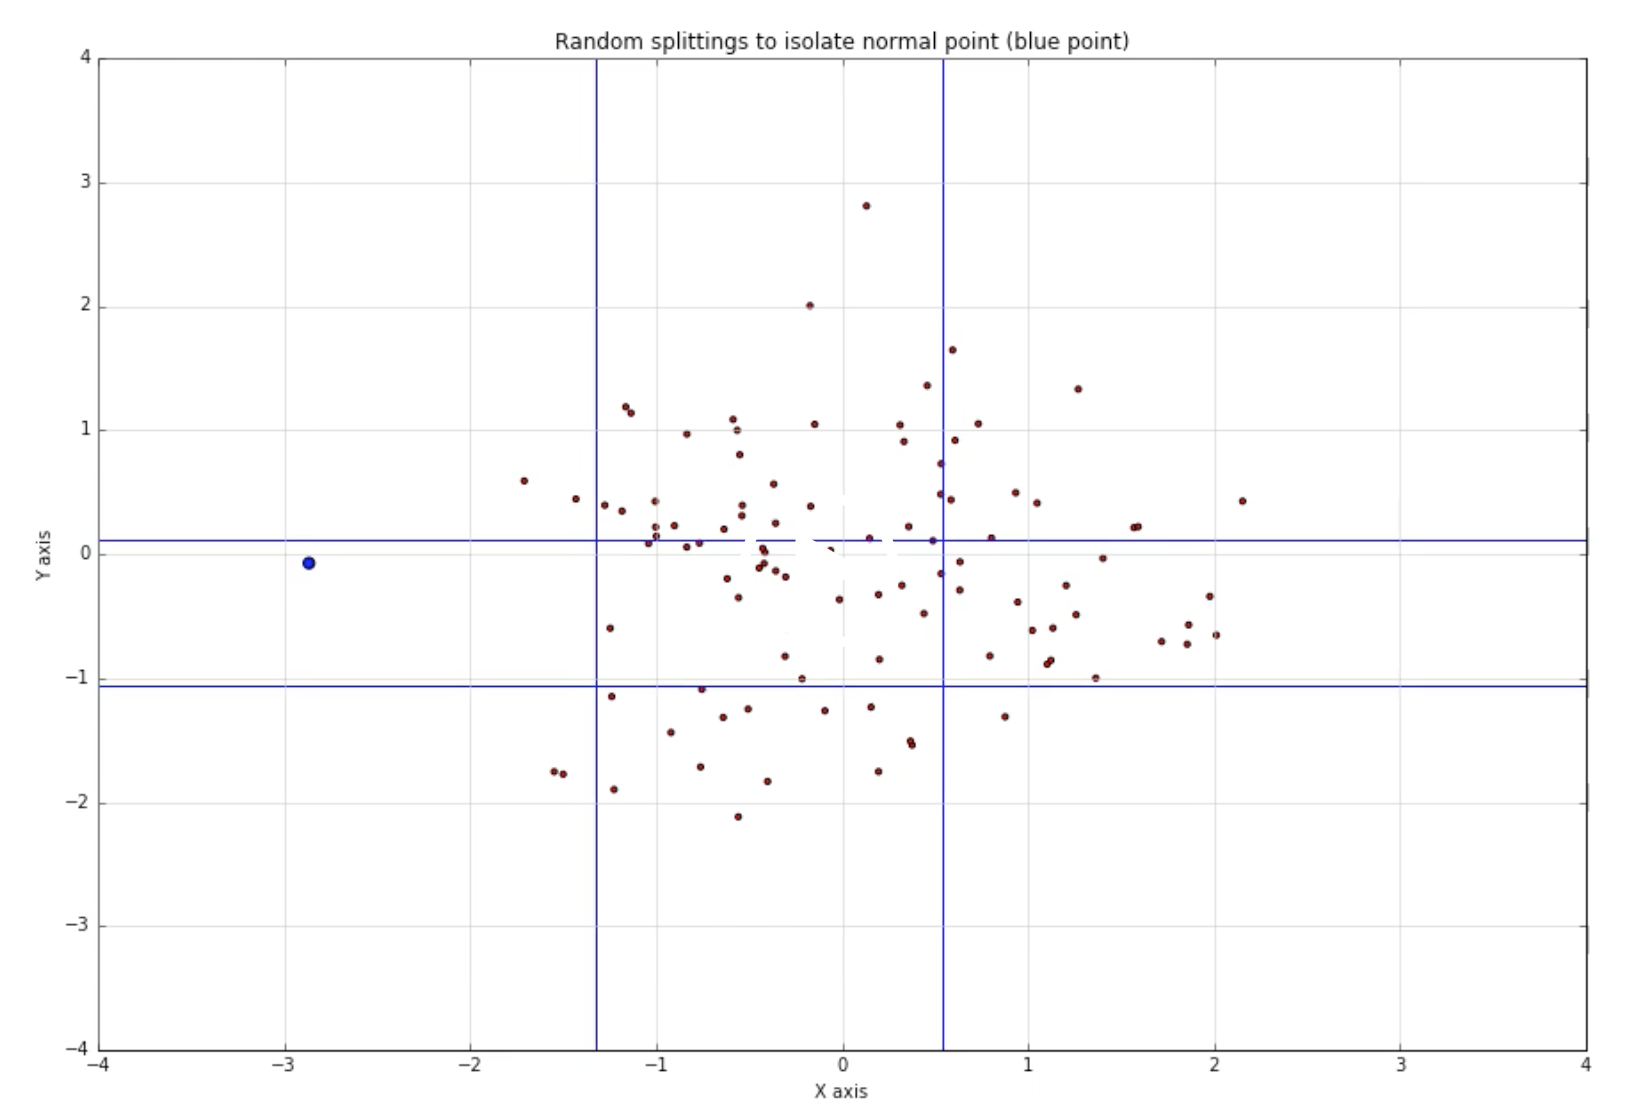 Random splittings to isolate normal point (blue point)
4
3
2
1
0
−1
−2
−3
−4
Y axis
−4 −3 −2 −1 0 1 2 3 4
X axis